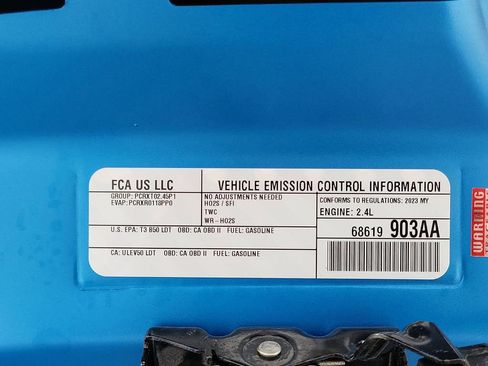 FCA US LLC
VEHICLE EMISSION CONTROL INFORMATION
GROUP: PCRXT02.45P1
EVAP: PCRXR0118PP0
NO ADJUSTMENTS NEEDED
HO2S / SFI
TWC
WR-HO2S
CONFORMS TO REGULATIONS: 2023 MY
ENGINE: 2.4L
U.S. EPA: T3 B50 LDT OBD: CA OBD II FUEL: GASOLINE
CA: ULEV50 LDT OBD: CA OBD II FUEL: GASOLINE
68619 903AA
WARNING